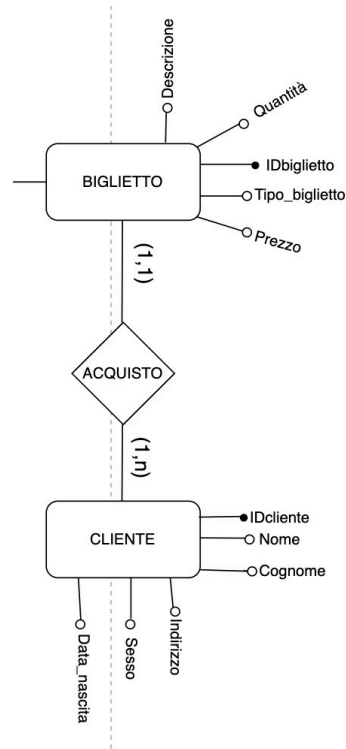 Descrizione
Quantità
IDbiglietto
BIGLIETTO
Tipo_biglietto
Prezzo
(1,1)
ACQUISTO
(1,n)
IDcliente
CLIENTE
Nome
Cognome
Indirizzo
Sesso
Data_nascita